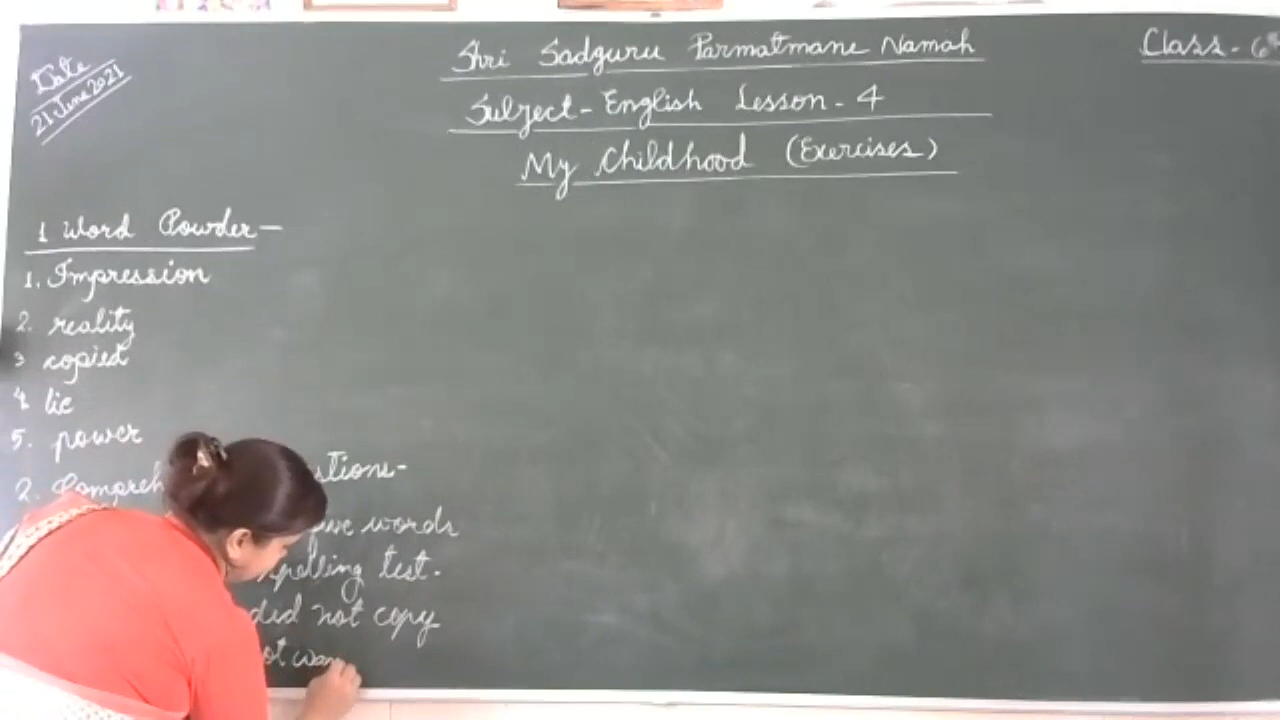 Date
21 June 2021
Shri Sadguru Parmatmane Namah
Class - 6th
Subject - English Lesson - 4
My Childhood (Exercises)
1 Word Powder —
1. Impression
2. reality
3 copied
4 lie
5. power
2.
words
spelling test.
did not copy